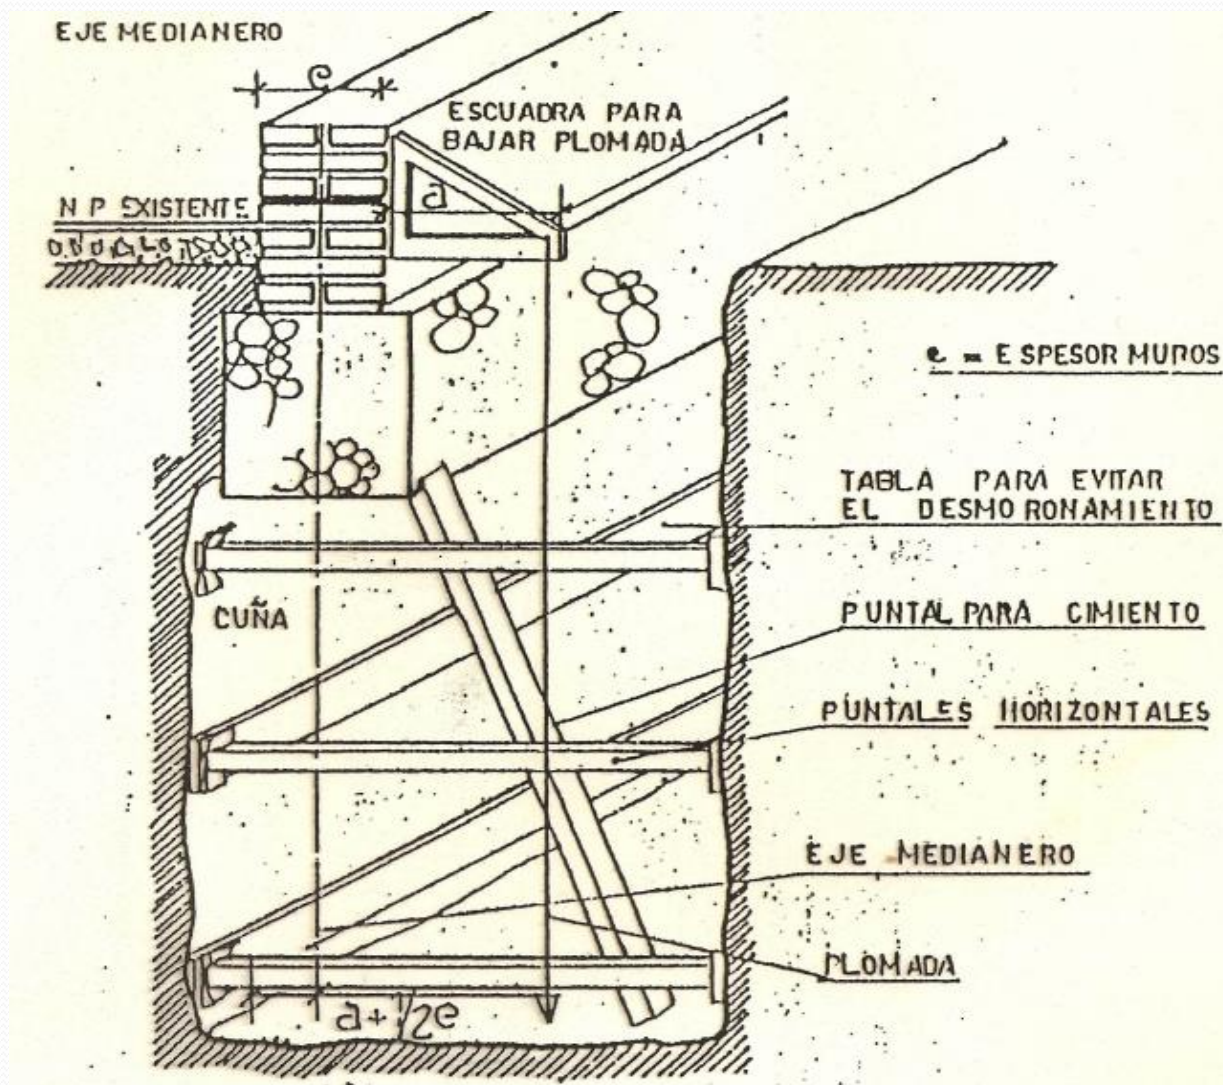 EJE MEDIANERO
e
ESCUADRA PARA
BAJAR PLOMADA
a
N P EXISTENTE
e = ESPESOR MUROS
TABLA PARA EVITAR
EL DESMORONAMIENTO
CUÑA
PUNTAL PARA CIMIENTO
PUNTALES HORIZONTALES
EJE MEDIANERO
PLOMADA
a + 1/2e